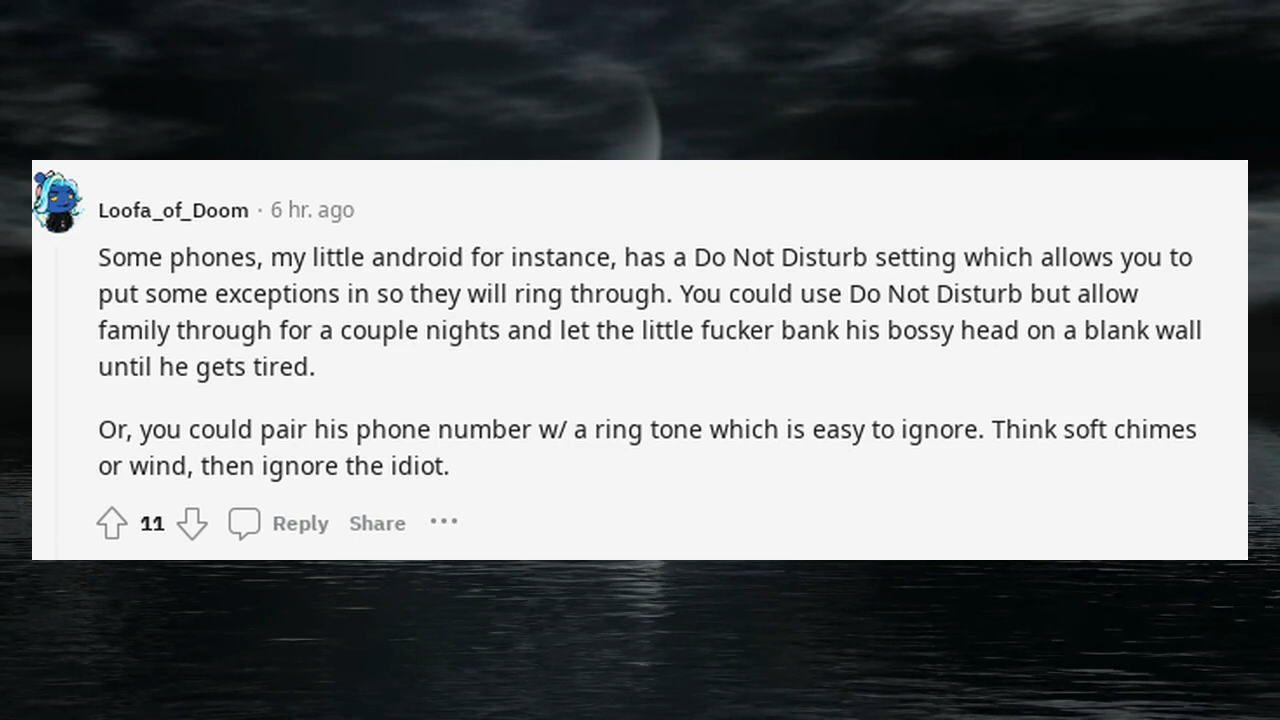 Loofa_of_Doom · 6 hr. ago
Some phones, my little android for instance, has a Do Not Disturb setting which allows you to
put some exceptions in so they will ring through. You could use Do Not Disturb but allow
family through for a couple nights and let the little fucker bank his bossy head on a blank wall
until he gets tired.
Or, you could pair his phone number w/ a ring tone which is easy to ignore. Think soft chimes
or wind, then ignore the idiot.
11 Reply Share ···